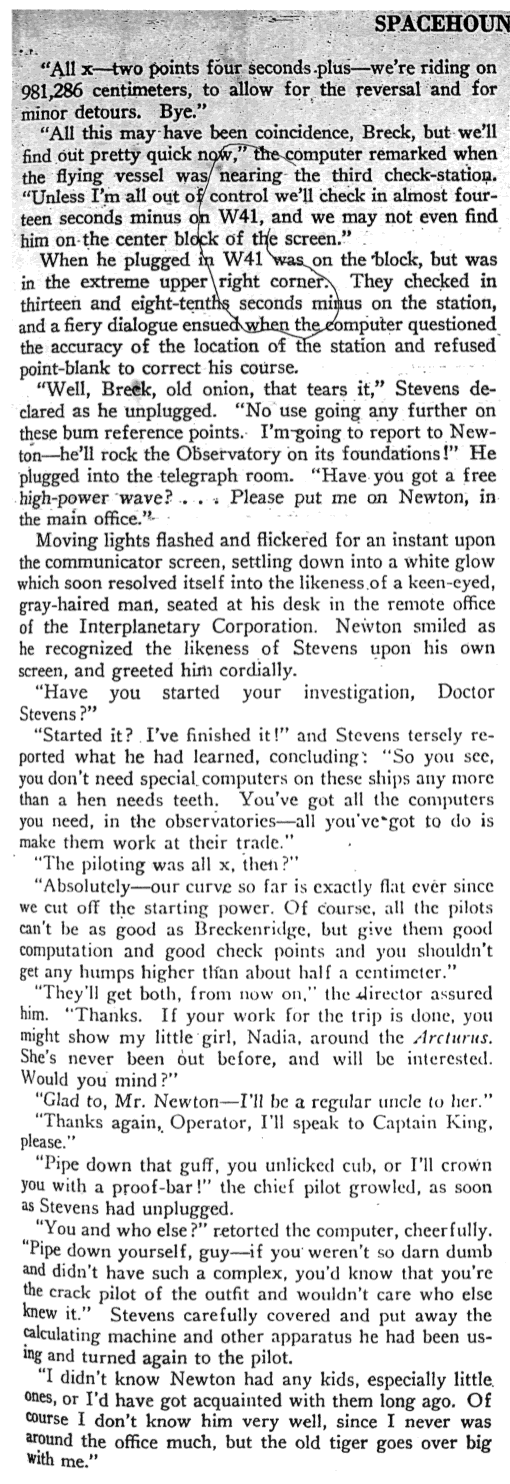 SPACEHOUN
"All x—two points four seconds plus—we're riding on
981,286 centimeters, to allow for the reversal and for
minor detours. Bye."
"All this may have been coincidence, Breck, but we'll
find out pretty quick now," the computer remarked when
the flying vessel was nearing the third check-station.
"Unless I'm all out of control we'll check in almost four-
teen seconds minus on W41, and we may not even find
him on the center block of the screen."
When he plugged in W41 was on the block, but was
in the extreme upper right corner. They checked in
thirteen and eight-tenths seconds minus on the station,
and a fiery dialogue ensued when the computer questioned
the accuracy of the location of the station and refused
point-blank to correct his course.
"Well, Breck, old onion, that tears it," Stevens de-
clared as he unplugged. "No use going any further on
these bum reference points. I'm going to report to New-
ton—he'll rock the Observatory on its foundations!" He
plugged into the telegraph room. "Have you got a free
high-power wave? . . . Please put me on Newton, in
the main office."
Moving lights flashed and flickered for an instant upon
the communicator screen, settling down into a white glow
which soon resolved itself into the likeness of a keen-eyed,
gray-haired man, seated at his desk in the remote office
of the Interplanetary Corporation. Newton smiled as
he recognized the likeness of Stevens upon his own
screen, and greeted him cordially.
"Have you started your investigation, Doctor
Stevens?"
"Started it? I've finished it!" and Stevens tersely re-
ported what he had learned, concluding: "So you see,
you don't need special computers on these ships any more
than a hen needs teeth. You've got all the computers
you need, in the observatories—all you've got to do is
make them work at their trade."
"The piloting was all x, then?"
"Absolutely—our curve so far is exactly flat ever since
we cut off the starting power. Of course, all the pilots
can't be as good as Breckenridge, but give them good
computation and good check points and you shouldn't
get any humps higher than about half a centimeter."
"They'll get both, from now on," the director assured
him. "Thanks. If your work for the trip is done, you
might show my little girl, Nadia, around the Arcturus.
She's never been out before, and will be interested.
Would you mind?"
"Glad to, Mr. Newton—I'll be a regular uncle to her."
"Thanks again, Operator, I'll speak to Captain King,
please."
"Pipe down that guff, you unlicked cub, or I'll crown
you with a proof-bar!" the chief pilot growled, as soon
as Stevens had unplugged.
"You and who else?" retorted the computer, cheerfully.
"Pipe down yourself, guy—if you weren't so darn dumb
and didn't have such a complex, you'd know that you're
the crack pilot of the outfit and wouldn't care who else
knew it." Stevens carefully covered and put away the
calculating machine and other apparatus he had been us-
ing and turned again to the pilot.
"I didn't know Newton had any kids, especially little
ones, or I'd have got acquainted with them long ago. Of
course I don't know him very well, since I never was
around the office much, but the old tiger goes over big
with me."